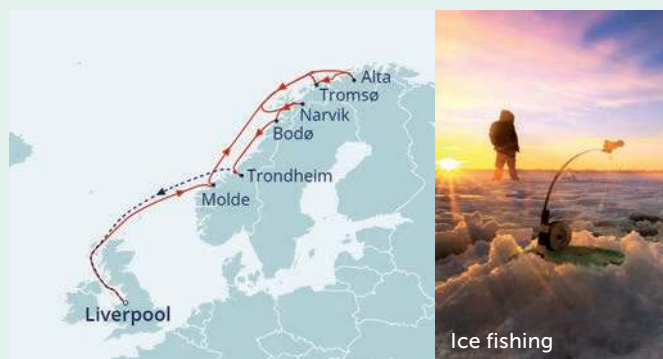 Alta
Tromsø
Narvik
Bodø
Trondheim
Molde
Liverpool
Ice fishing